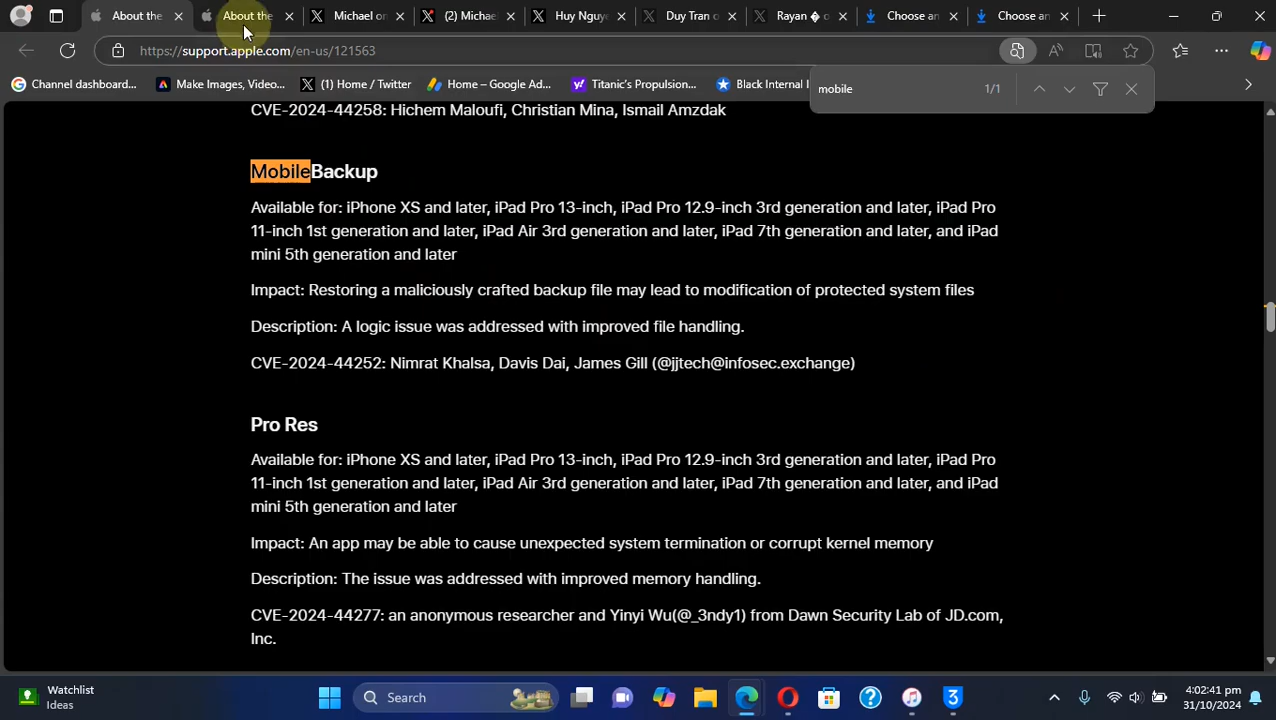 About the
About the
Michael on
(2) Michae
Huy Nguye
Duy Tran o
Rayan � o
Choose an
Choose an
https://support.apple.com/en-us/121563
Channel dashboard...
Make Images, Video...
(1) Home / Twitter
Home – Google Ad...
Titanic's Propulsion...
Black Internal
mobile
1/1
CVE-2024-44258: Hichem Maloufi, Christian Mina, Ismail Amzdak
MobileBackup
Available for: iPhone XS and later, iPad Pro 13-inch, iPad Pro 12.9-inch 3rd generation and later, iPad Pro
11-inch 1st generation and later, iPad Air 3rd generation and later, iPad 7th generation and later, and iPad
mini 5th generation and later
Impact: Restoring a maliciously crafted backup file may lead to modification of protected system files
Description: A logic issue was addressed with improved file handling.
CVE-2024-44252: Nimrat Khalsa, Davis Dai, James Gill (@jjtech@infosec.exchange)
Pro Res
Available for: iPhone XS and later, iPad Pro 13-inch, iPad Pro 12.9-inch 3rd generation and later, iPad Pro
11-inch 1st generation and later, iPad Air 3rd generation and later, iPad 7th generation and later, and iPad
mini 5th generation and later
Impact: An app may be able to cause unexpected system termination or corrupt kernel memory
Description: The issue was addressed with improved memory handling.
CVE-2024-44277: an anonymous researcher and Yinyi Wu(@_3ndy1) from Dawn Security Lab of JD.com,
Inc.
Watchlist
Ideas
Search
4:02:41 pm
31/10/2024